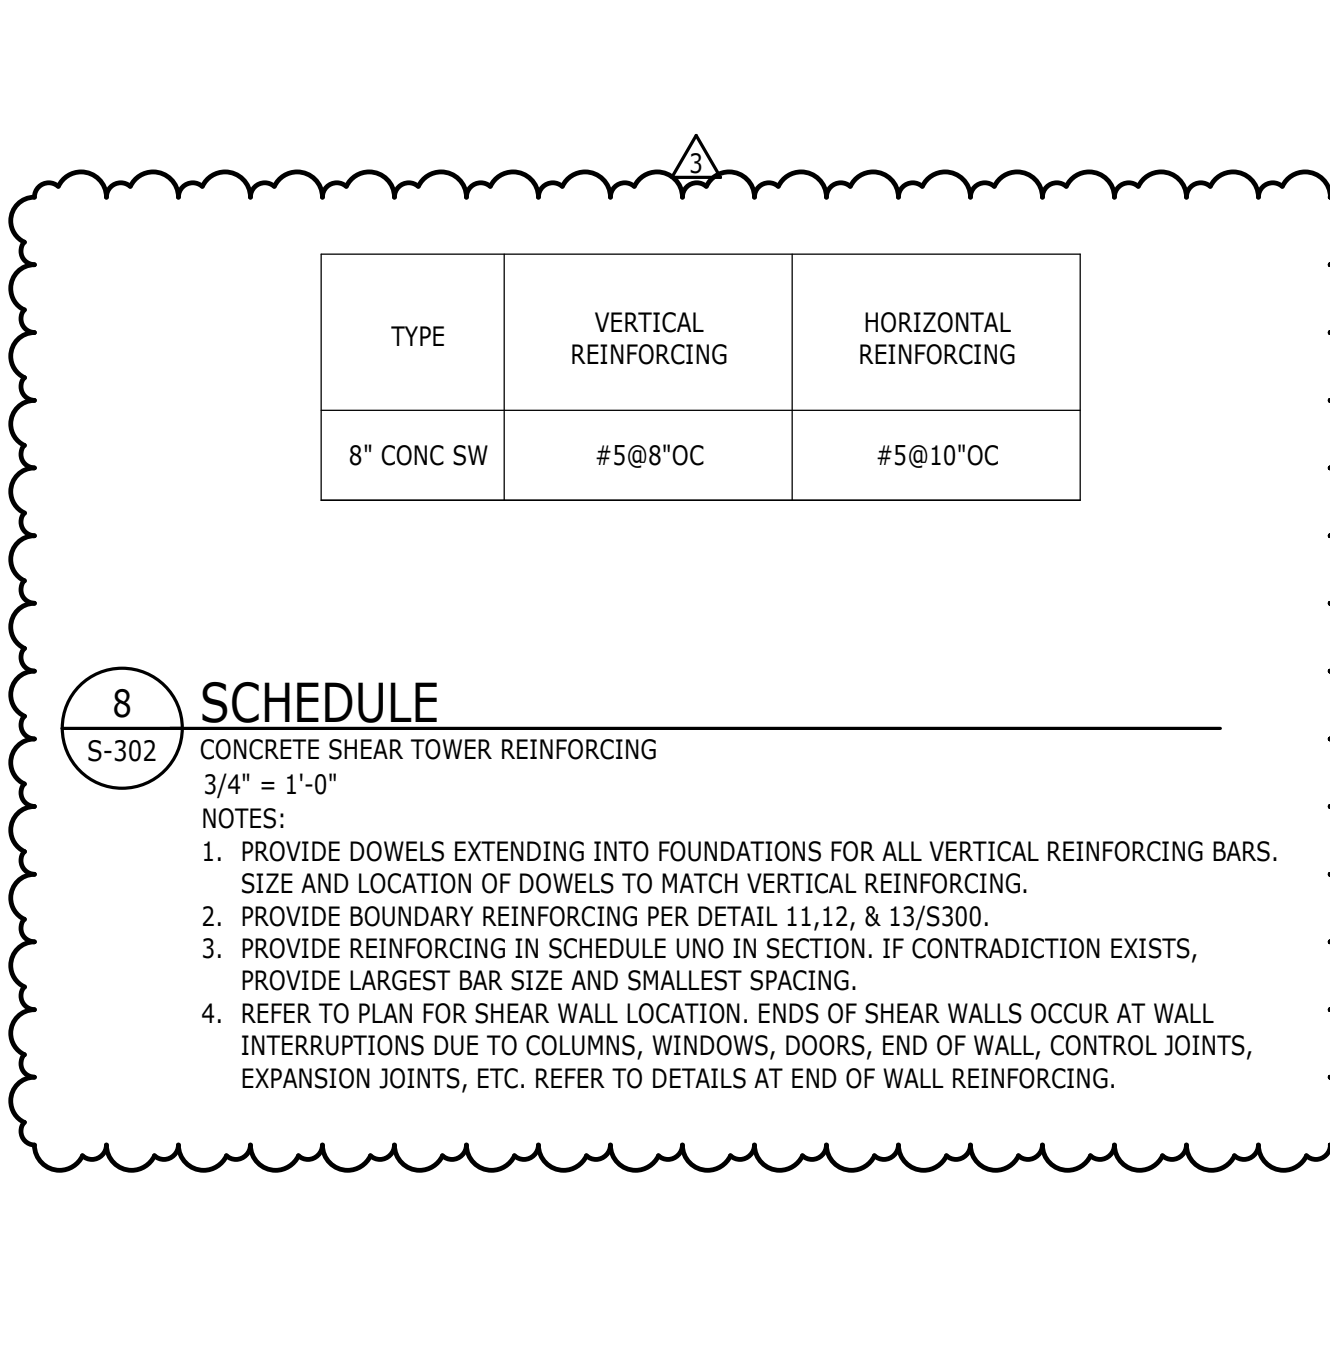 3
TYPE
VERTICAL
REINFORCING
HORIZONTAL
REINFORCING
8" CONC SW
#5@8"OC
#5@10"OC
8
S-302
SCHEDULE
CONCRETE SHEAR TOWER REINFORCING
3/4" = 1'-0"
NOTES:
1. PROVIDE DOWELS EXTENDING INTO FOUNDATIONS FOR ALL VERTICAL REINFORCING BARS.
SIZE AND LOCATION OF DOWELS TO MATCH VERTICAL REINFORCING.
2. PROVIDE BOUNDARY REINFORCING PER DETAIL 11,12, & 13/S300.
3. PROVIDE REINFORCING IN SCHEDULE UNO IN SECTION. IF CONTRADICTION EXISTS,
PROVIDE LARGEST BAR SIZE AND SMALLEST SPACING.
4. REFER TO PLAN FOR SHEAR WALL LOCATION. ENDS OF SHEAR WALLS OCCUR AT WALL
INTERRUPTIONS DUE TO COLUMNS, WINDOWS, DOORS, END OF WALL, CONTROL JOINTS,
EXPANSION JOINTS, ETC. REFER TO DETAILS AT END OF WALL REINFORCING.